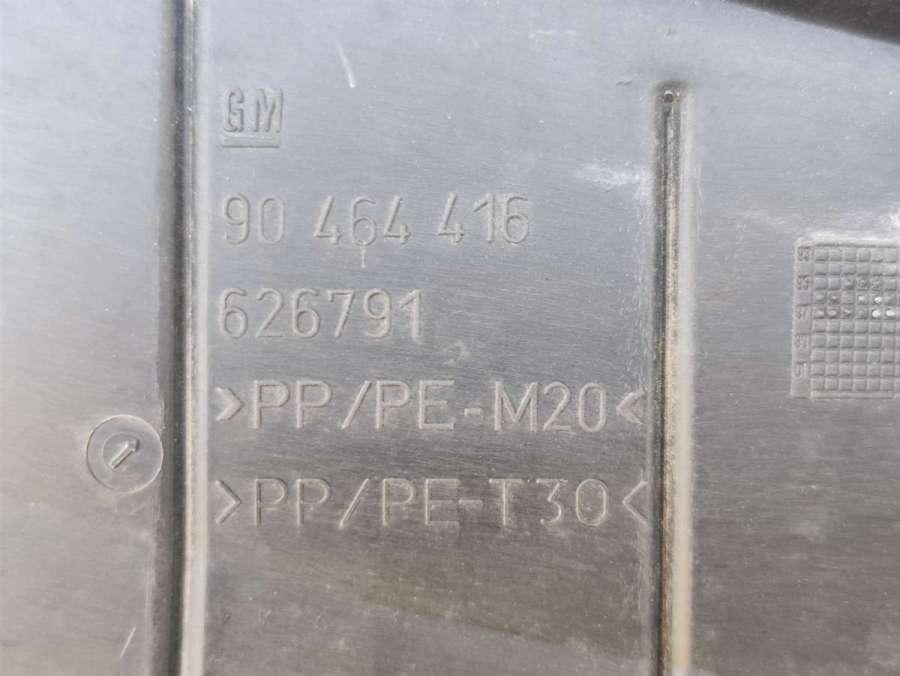 GM
90 464 416
626791
>PP/PE-M20<
>PP/PE-T30<